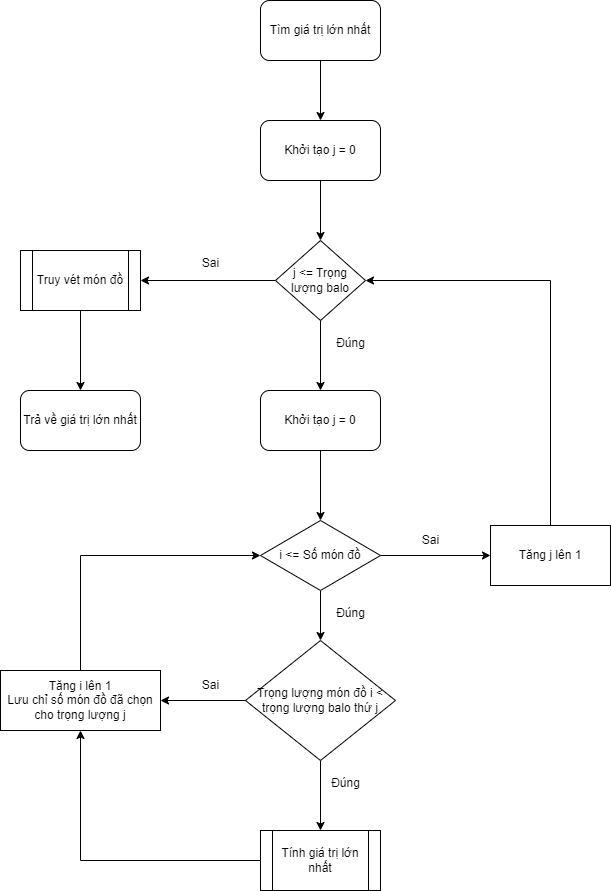 Tìm giá trị lớn nhất
Khởi tạo j = 0
j <= Trọng
lượng balo
Sai
Truy vét món đồ
Đúng
Trả về giá trị lớn nhất
Khởi tạo j = 0
i <= Số món đồ
Sai
Tăng j lên 1
Đúng
Tăng i lên 1
Lưu chỉ số món đồ đã chọn
cho trọng lượng j
Sai
Trọng lượng món đồ i <
trọng lượng balo thứ j
Đúng
Tính giá trị lớn
nhất